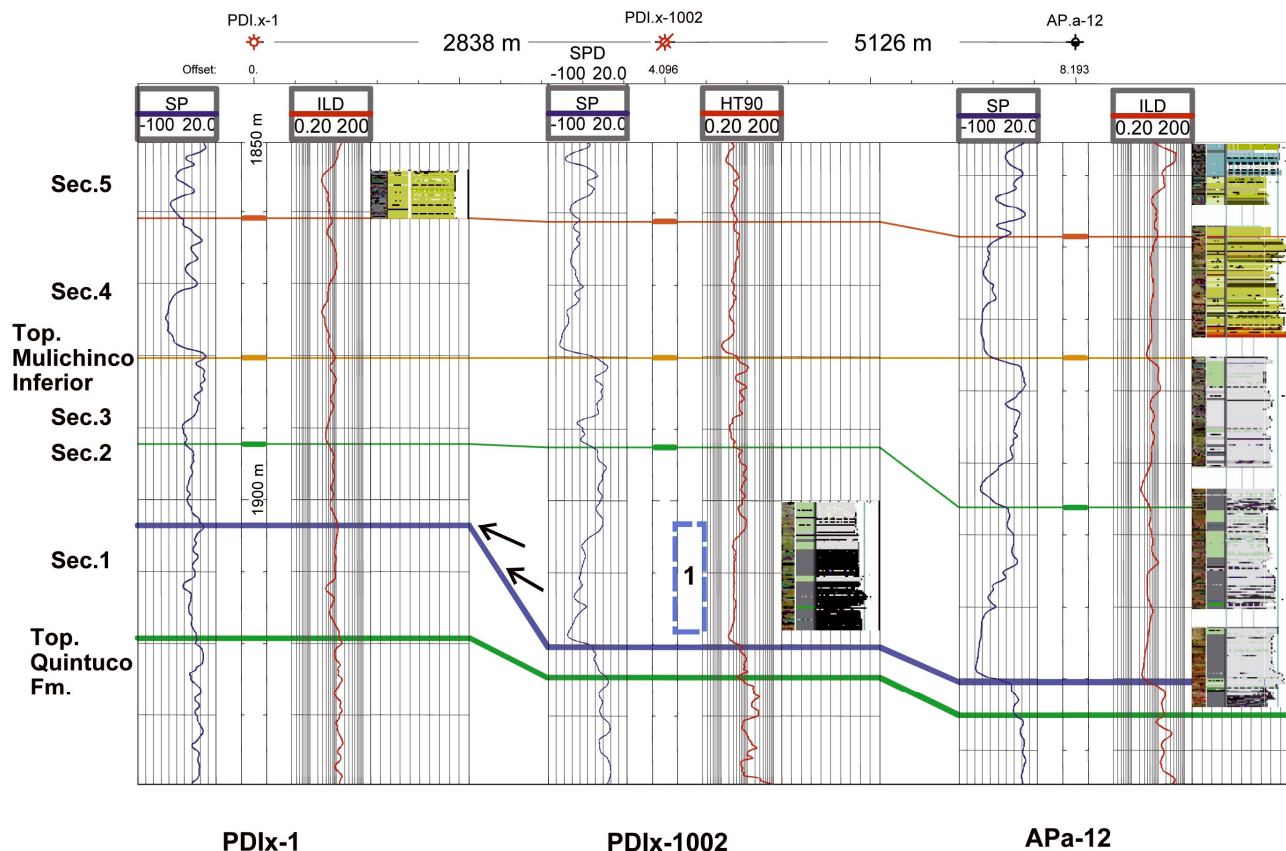 PDI.x-1
PDI.x-1002
AP.a-12
2838 m
5126 m
SPD
-100 20.0
Offset:
0.
4.096
8.193
SP
-100 20.0
ILD
0.20 200
SP
-100 20.0
HT90
0.20 200
SP
-100 20.0
ILD
0.20 200
1850 m
Sec.5
Sec.4
Top.
Mulichinco
Inferior
Sec.3
Sec.2
1900 m
Sec.1
1
Top.
Quintuco
Fm.
PDIx-1
PDIx-1002
APa-12